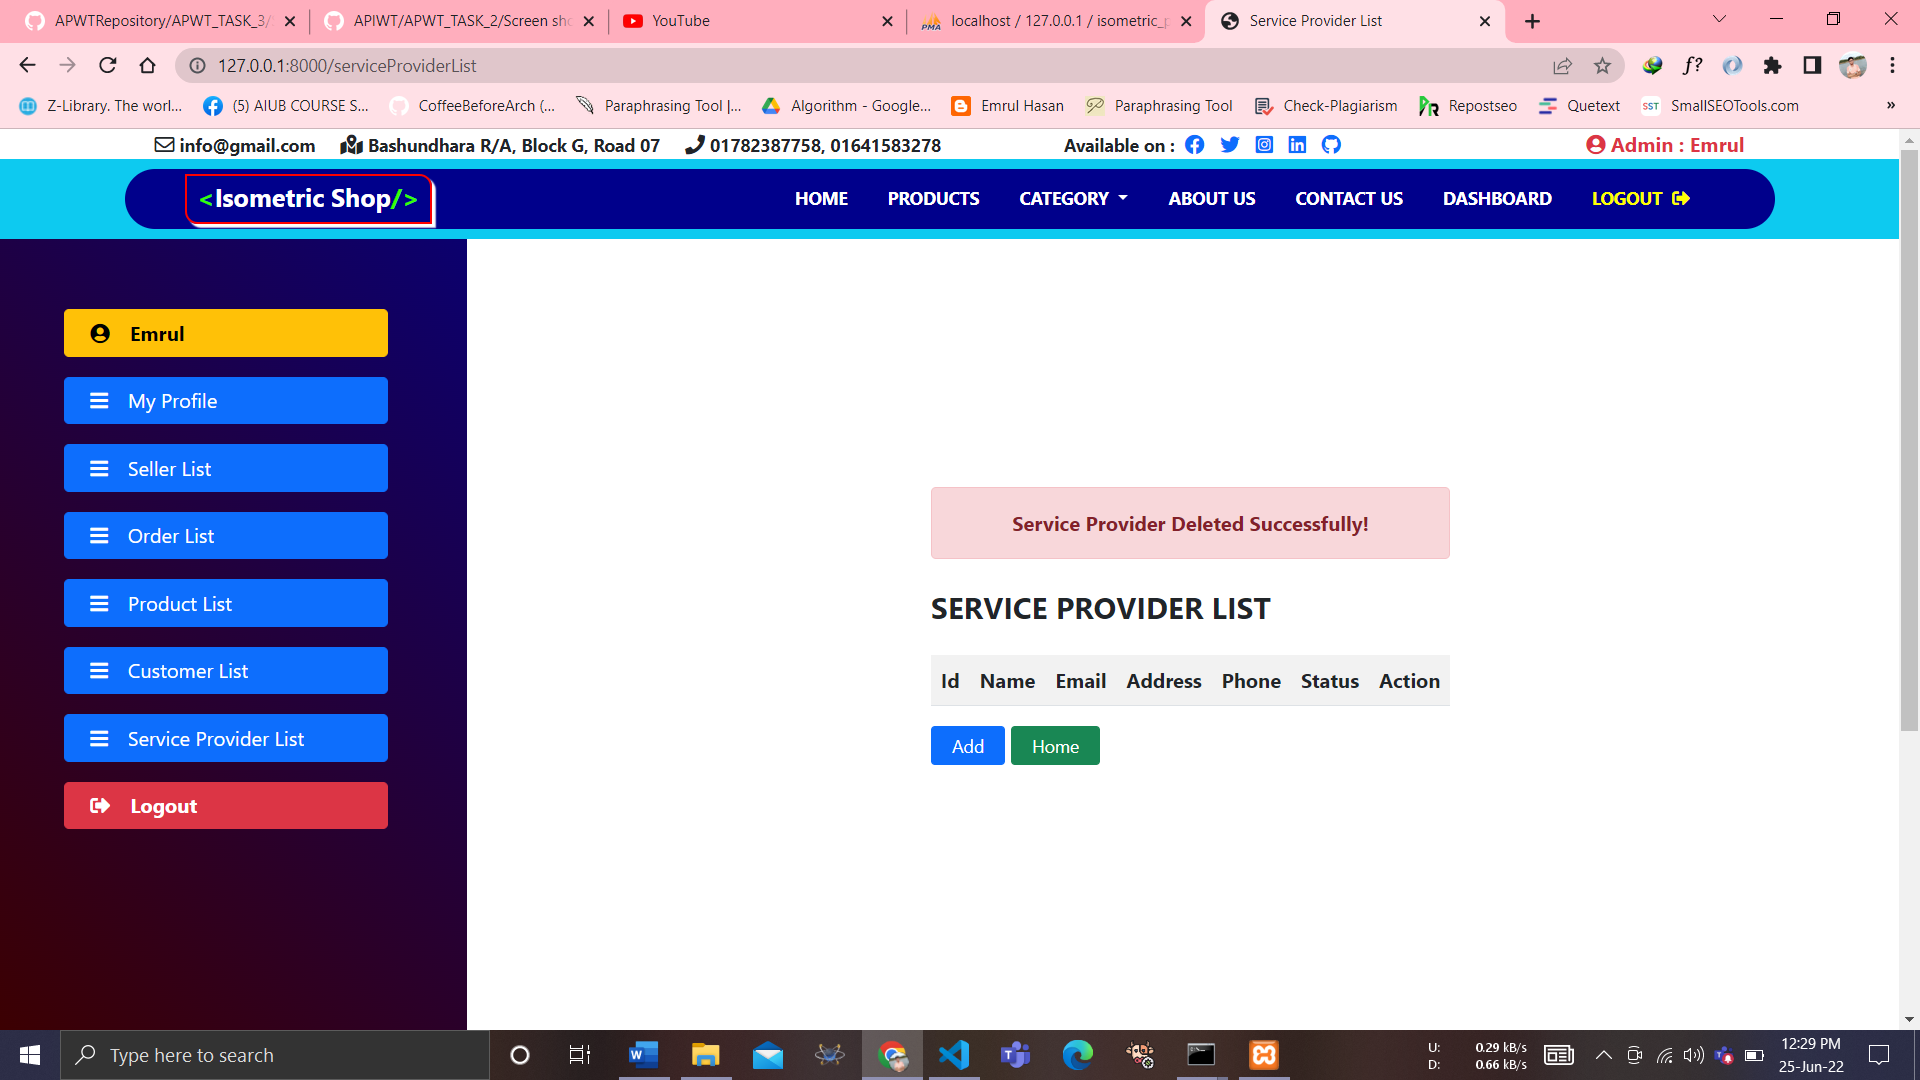 APWTRepository/APWT_TASK_3/
APIWT/APWT_TASK_2/Screen sho
YouTube
localhost / 127.0.0.1 / isometric_p
Service Provider List
127.0.0.1:8000/serviceProviderList
Z-Library. The worl...
(5) AIUB COURSE S...
CoffeeBeforeArch (...
Paraphrasing Tool |...
Algorithm - Google...
Emrul Hasan
Paraphrasing Tool
Check-Plagiarism
Repostseo
Quetext
SmallSEOTools.com
»
info@gmail.com
Bashundhara R/A, Block G, Road 07
01782387758, 01641583278
Available on :
Admin : Emrul
<Isometric Shop/>
HOME
PRODUCTS
CATEGORY
ABOUT US
CONTACT US
DASHBOARD
LOGOUT
Emrul
My Profile
Seller List
Order List
Product List
Customer List
Service Provider List
Logout
Service Provider Deleted Successfully!
SERVICE PROVIDER LIST
Id Name Email Address Phone Status Action
Add
Home
Type here to search
U: 0.29 kB/s
D: 0.66 kB/s
12:29 PM
25-Jun-22